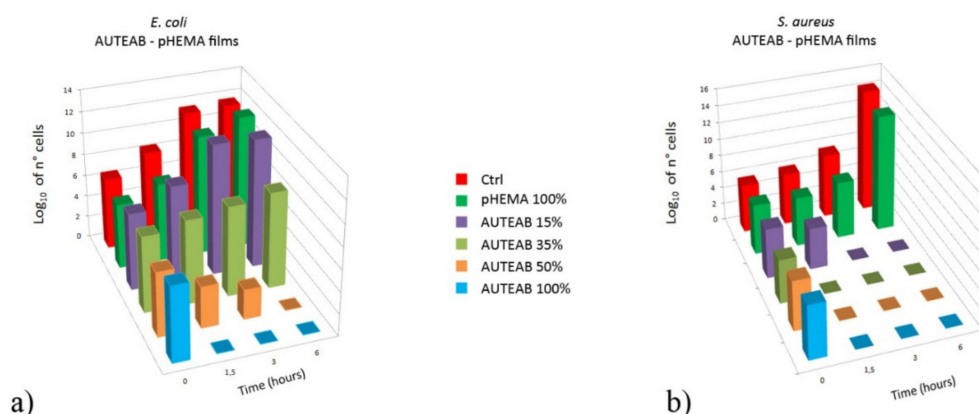 E. coli
AUTEAB - pHEMA films
14
12
10
8
6
4
2
0
Log₁₀ of n° cells
0
1,5
3
6
Time (hours)
a)
Ctrl
pHEMA 100%
AUTEAB 15%
AUTEAB 35%
AUTEAB 50%
AUTEAB 100%
S. aureus
AUTEAB - pHEMA films
16
14
12
10
8
6
4
2
0
Log₁₀ of n° cells
0
1,5
3
6
Time (hours)
b)